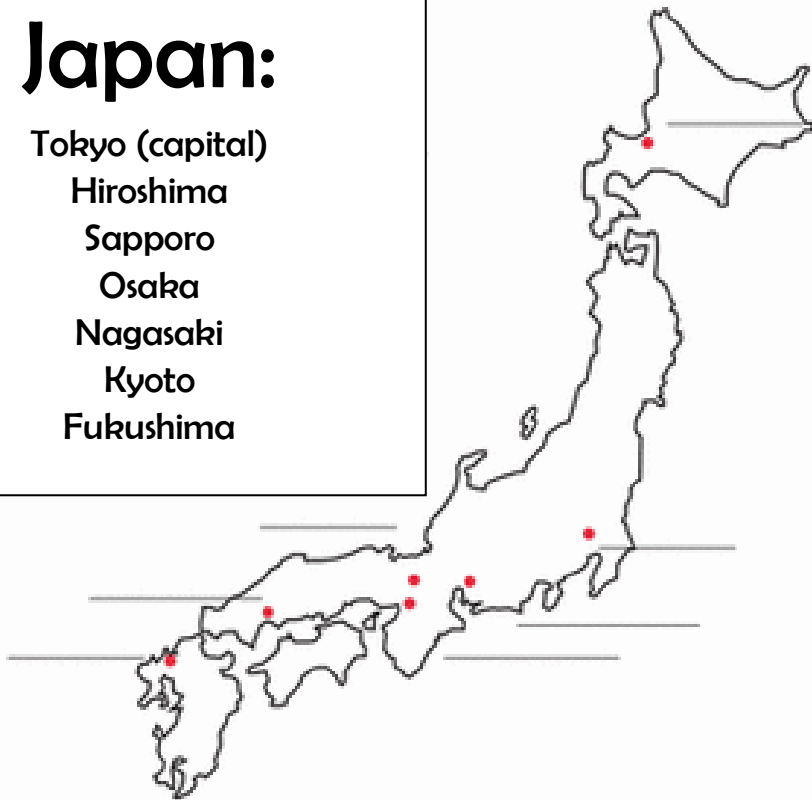 Japan:
Tokyo (capital)
Hiroshima
Sapporo
Osaka
Nagasaki
Kyoto
Fukushima